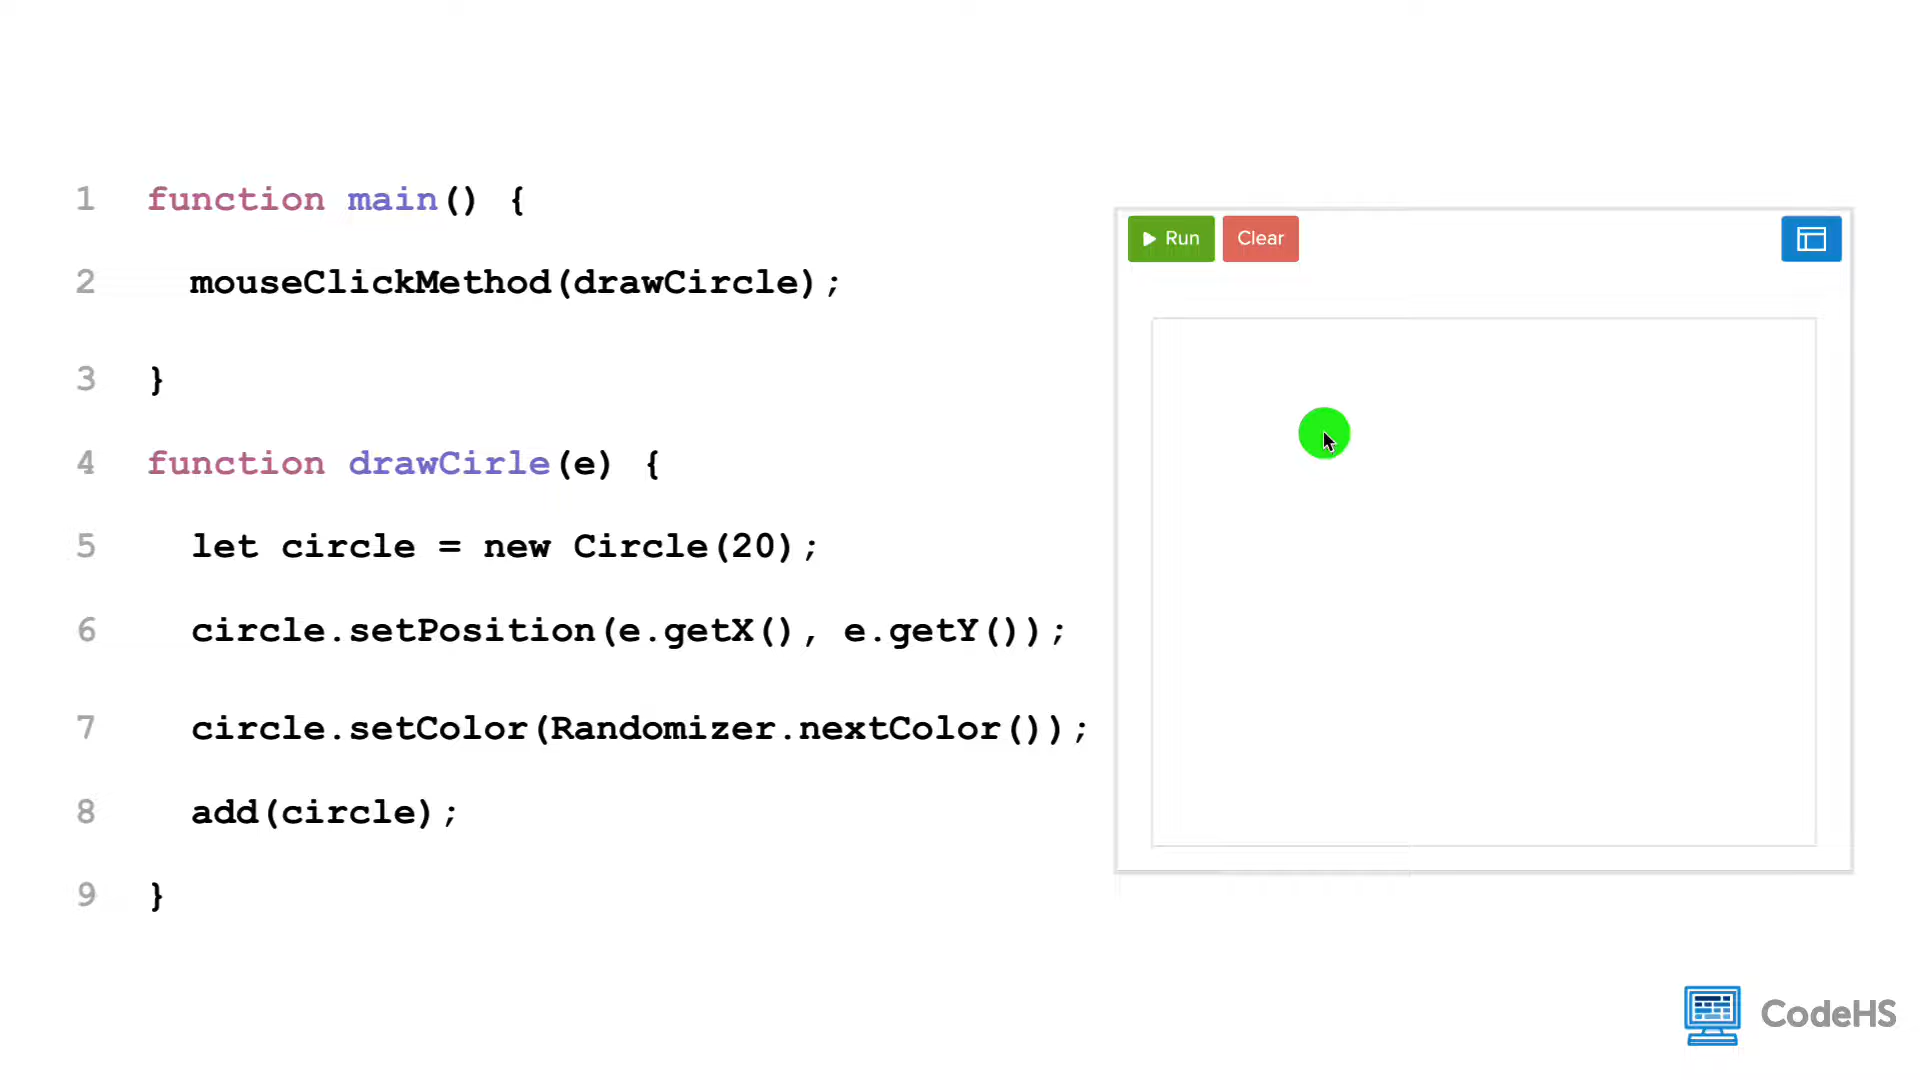 1 function main() {
2 mouseClickMethod(drawCircle);
3 }
4 function drawCirle(e) {
5 let circle = new Circle(20);
6 circle.setPosition(e.getX(), e.getY());
7 circle.setColor(Randomizer.nextColor());
8 add(circle);
9 }
Run Clear
CodeHS